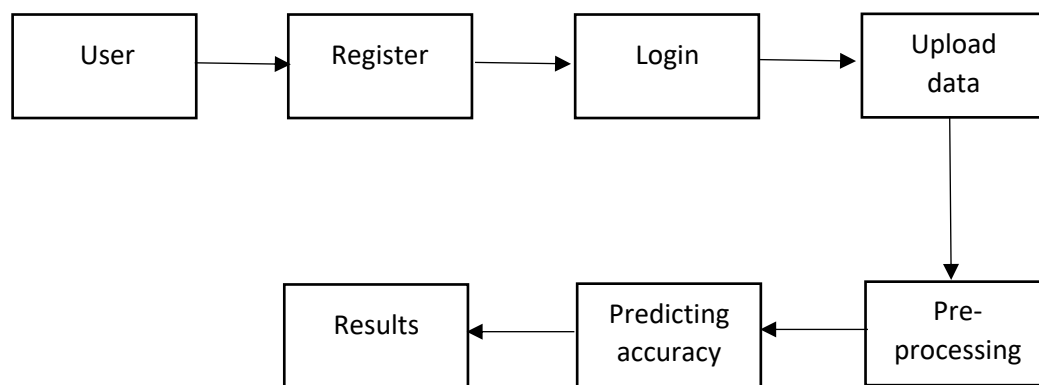 User
Register
Login
Upload
data
Pre-
processing
Predicting
accuracy
Results